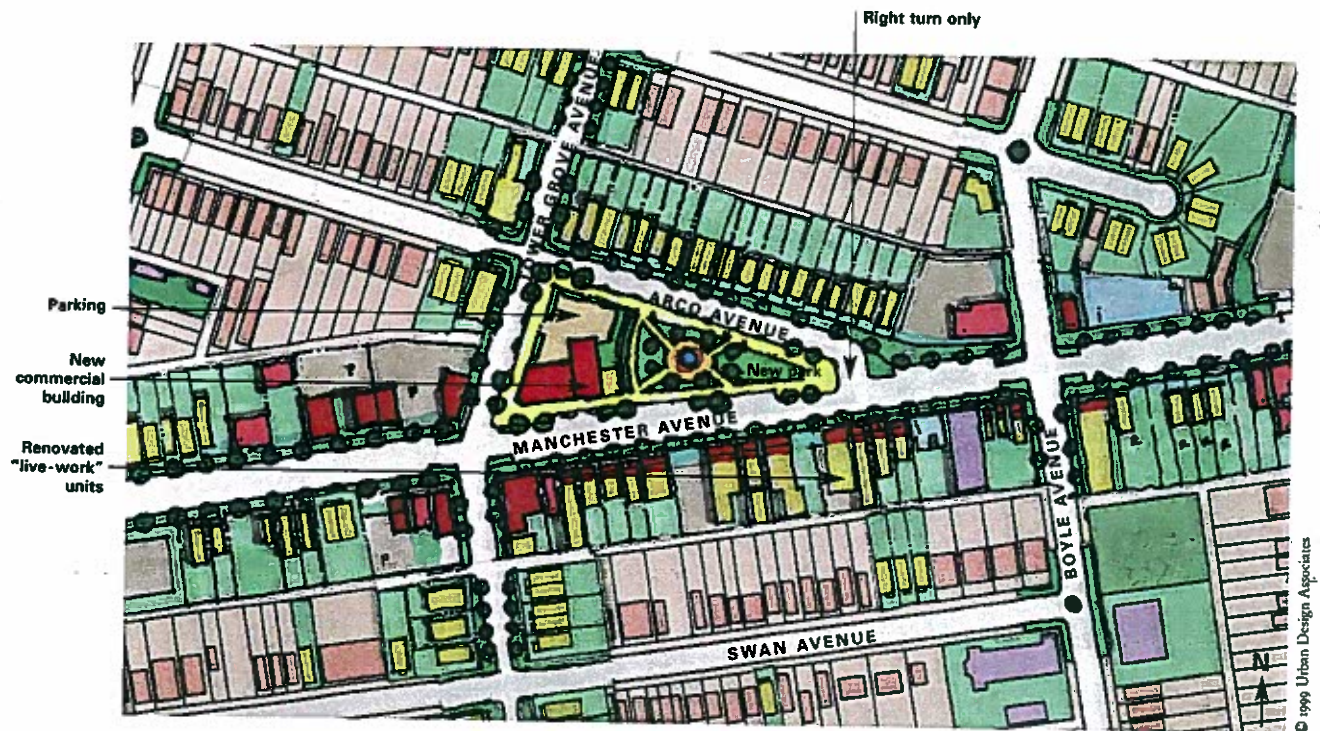 Right turn only
Parking
New
commercial
building
Renovated
"live-work"
units
TOWER GROVE AVENUE
ARCO AVENUE
New park
MANCHESTER AVENUE
BOYLE AVENUE
SWAN AVENUE
P
P
P
N
© 1999 Urban Design Associates